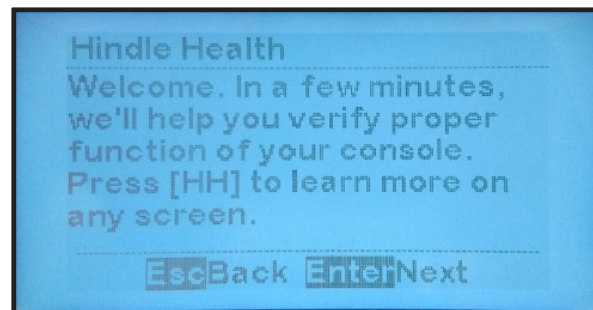 Hindle Health
Welcome. In a few minutes,
we'll help you verify proper
function of your console.
Press [HH] to learn more on
any screen.
EscBack EnterNext